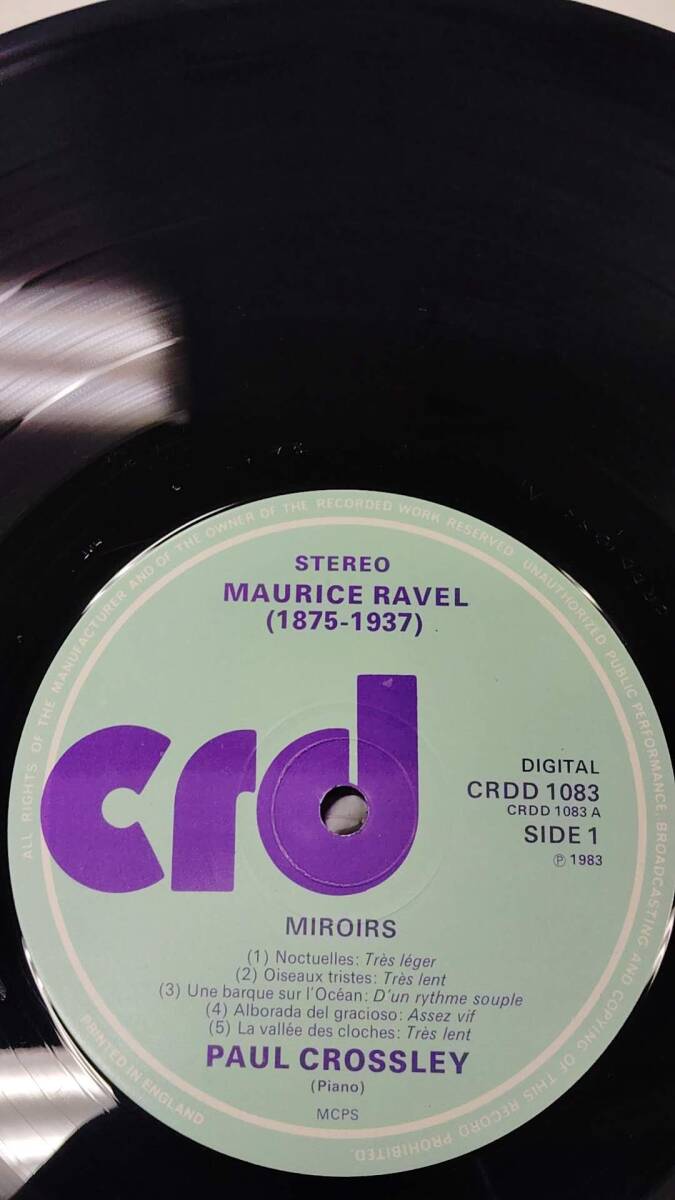 ALL RIGHTS OF THE MANUFACTURER AND OF THE OWNER OF THE RECORDED WORK RESERVED. UNAUTHORIZED PUBLIC PERFORMANCE, BROADCASTING AND COPYING OF THIS RECORD PROHIBITED.
STEREO
MAURICE RAVEL
(1875-1937)
crd
DIGITAL
CRDD 1083
CRDD 1083 A
SIDE 1
℗ 1983
MIROIRS
(1) Noctuelles: Très léger
(2) Oiseaux tristes: Très lent
(3) Une barque sur l'Océan: D'un rythme souple
(4) Alborada del gracioso: Assez vif
(5) La vallée des cloches: Très lent
PAUL CROSSLEY
(Piano)
MCPS
PRINTED IN ENGLAND